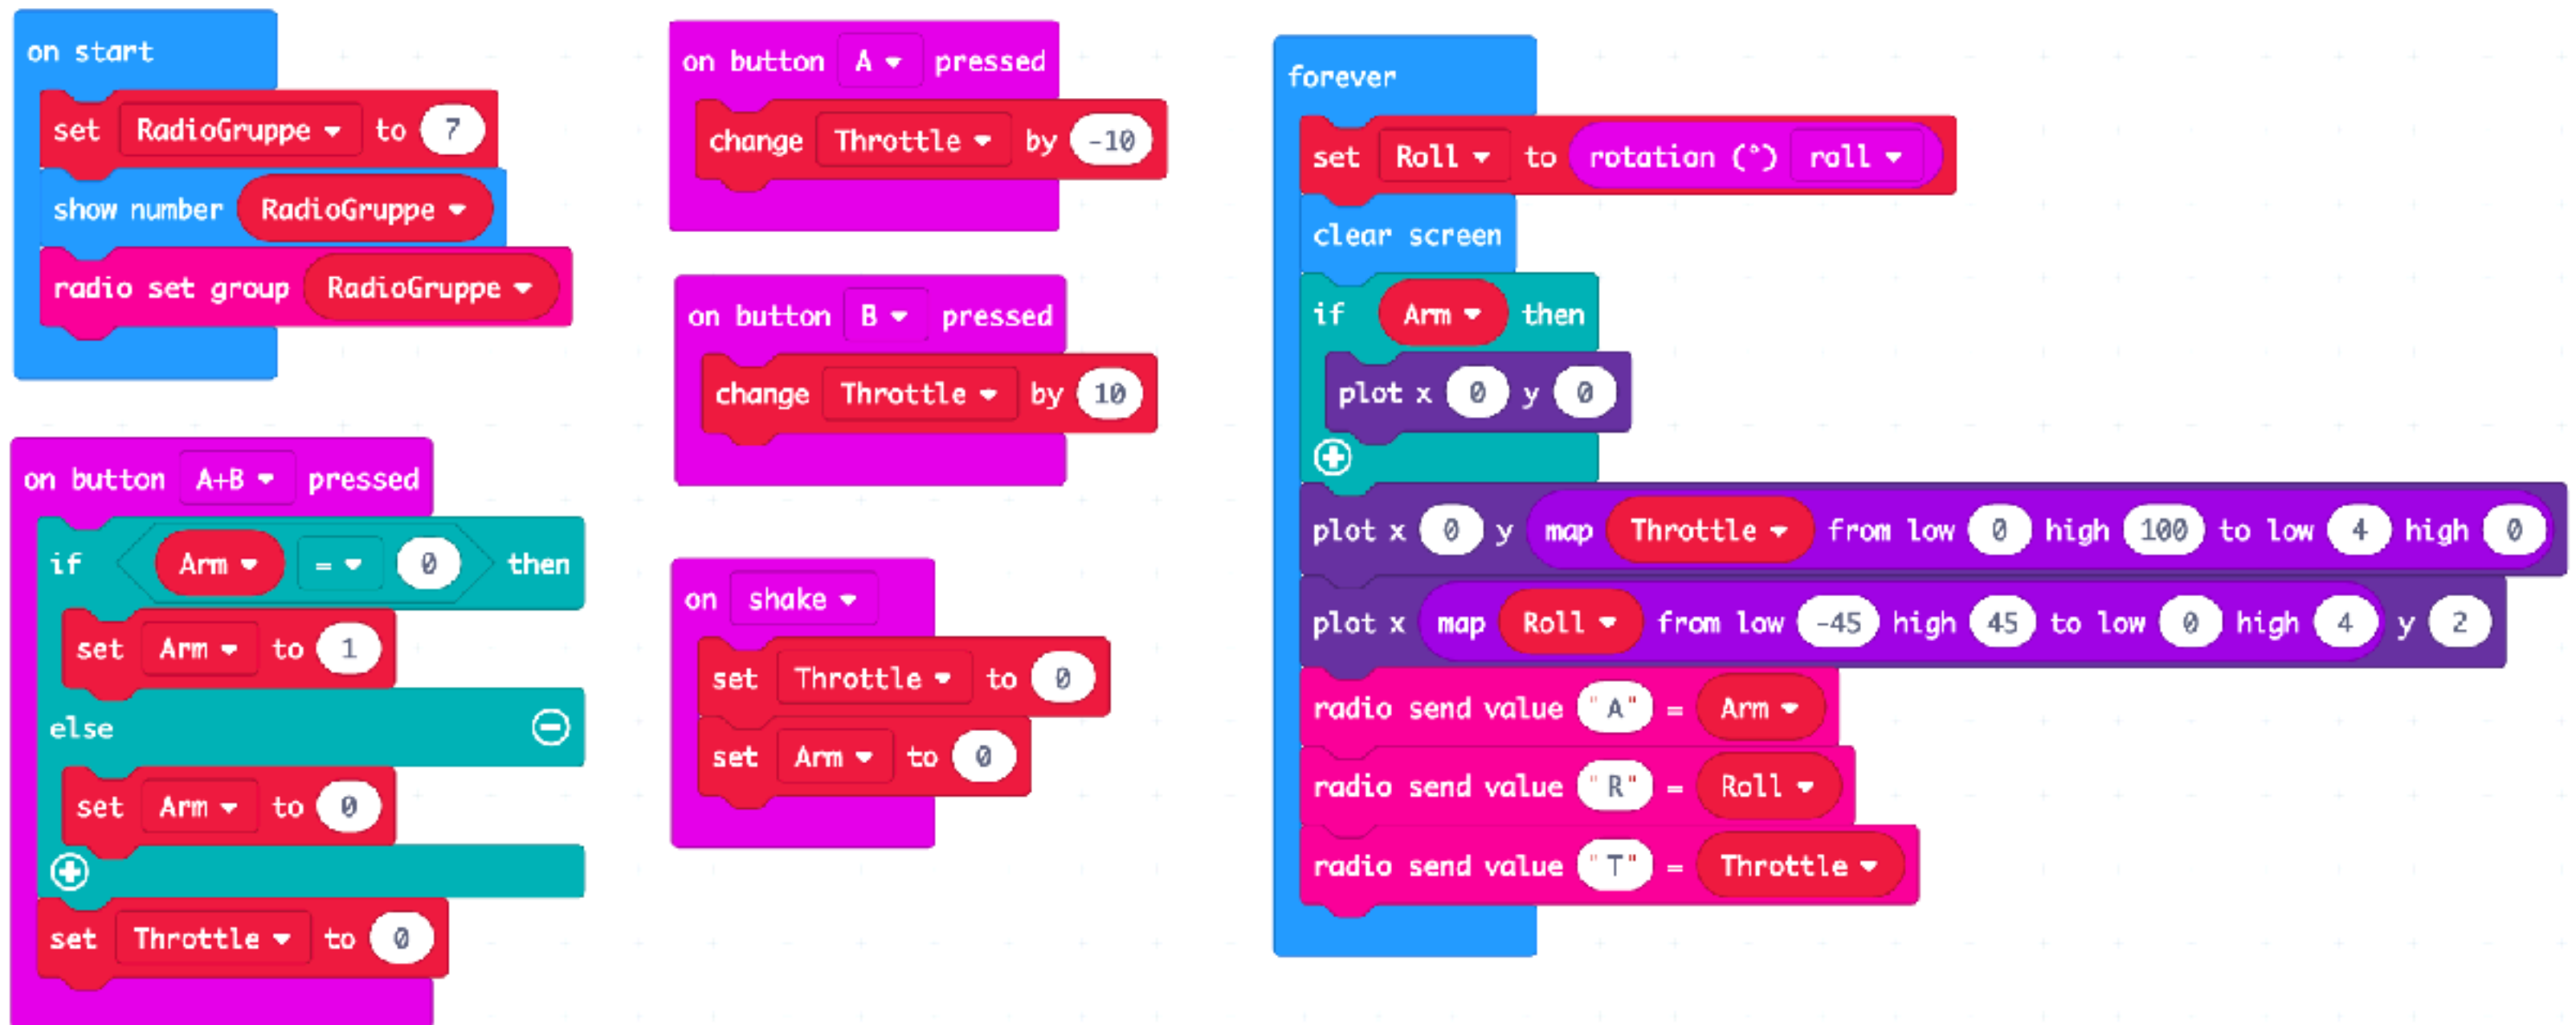 on start
set RadioGruppe to 7
show number RadioGruppe
radio set group RadioGruppe
on button A+B pressed
if Arm = 0 then
set Arm to 1
else
set Arm to 0
set Throttle to 0
on button A pressed
change Throttle by -10
on button B pressed
change Throttle by 10
on shake
set Throttle to 0
set Arm to 0
forever
set Roll to rotation (°) roll
clear screen
if Arm then
plot x 0 y 0
plot x 0 y map Throttle from low 0 high 100 to low 4 high 0
plot x map Roll from low -45 high 45 to low 0 high 4 y 2
radio send value "A" = Arm
radio send value "R" = Roll
radio send value "T" = Throttle